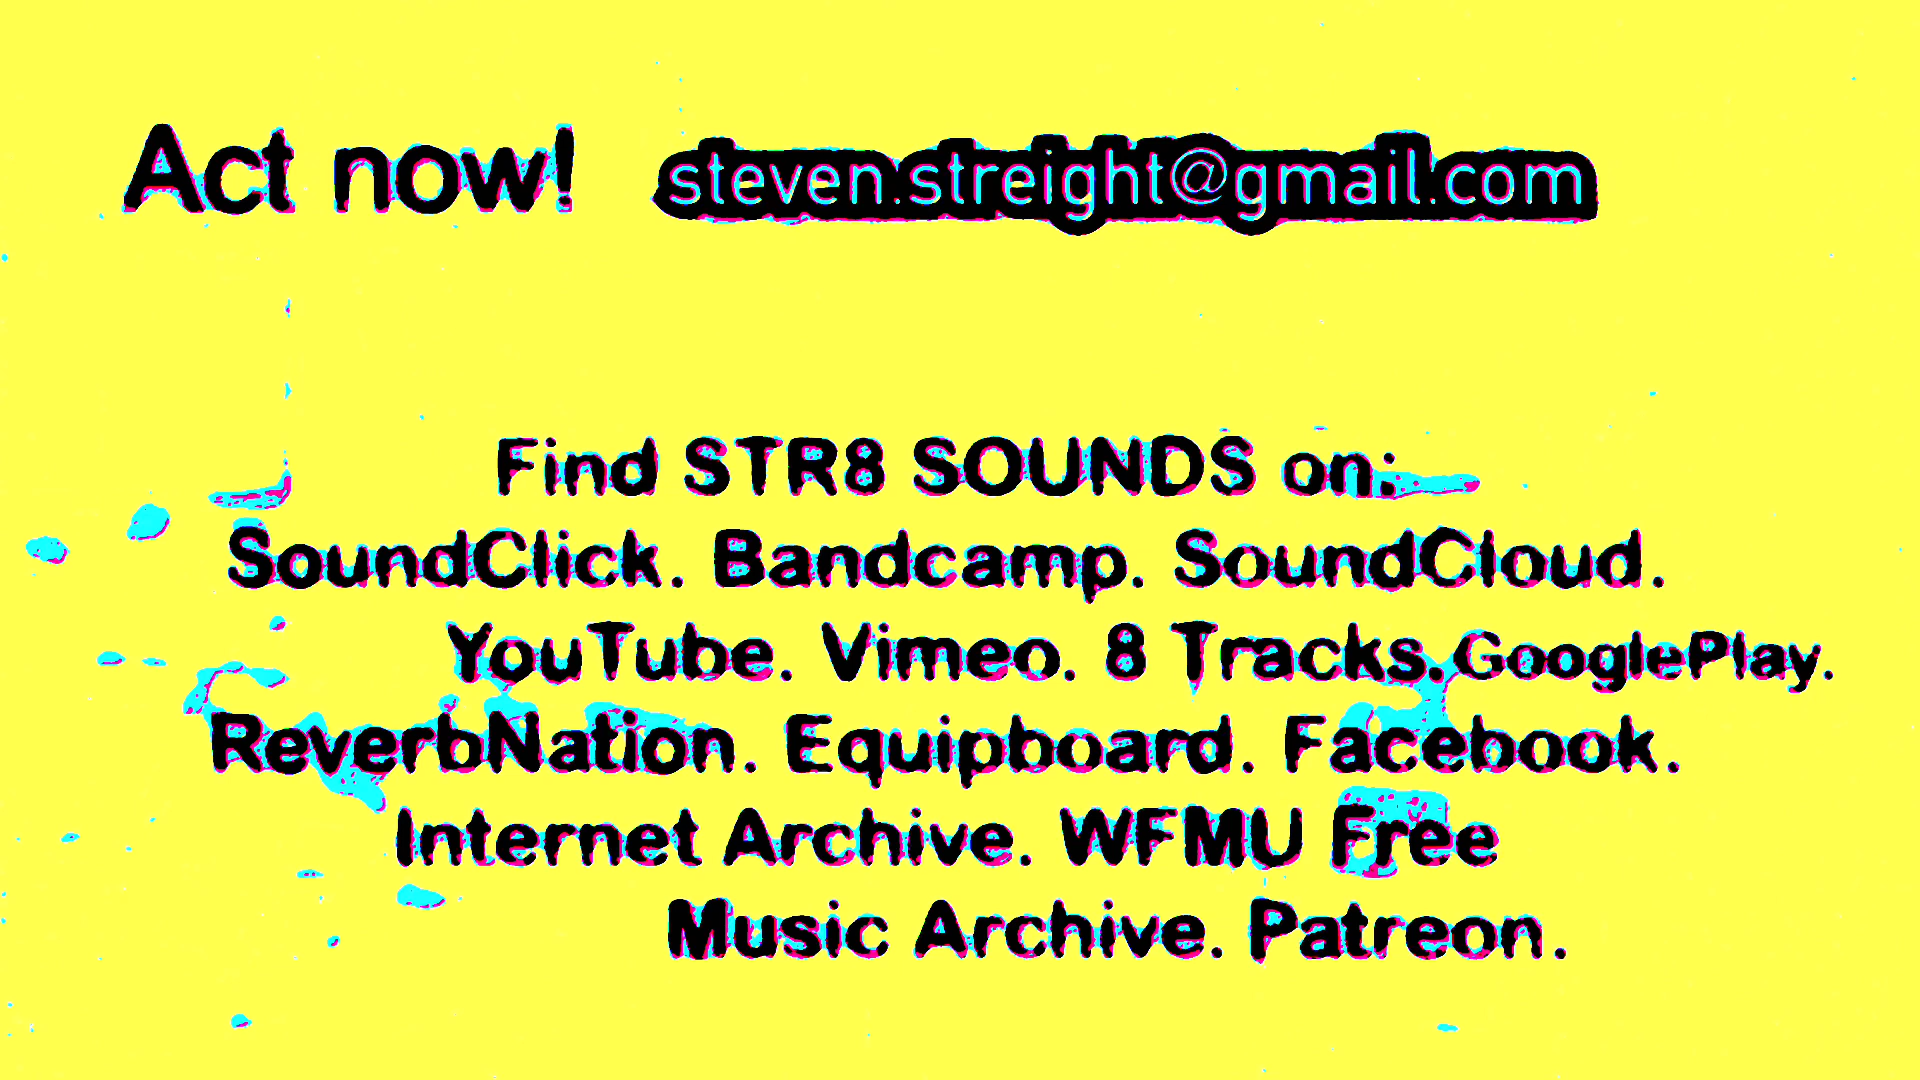 Act now! steven.streight@gmail.com
Find STR8 SOUNDS on:
SoundClick. Bandcamp. SoundCloud.
YouTube. Vimeo. 8 Tracks. GooglePlay.
ReverbNation. Equipboard. Facebook.
Internet Archive. WFMU Free
Music Archive. Patreon.